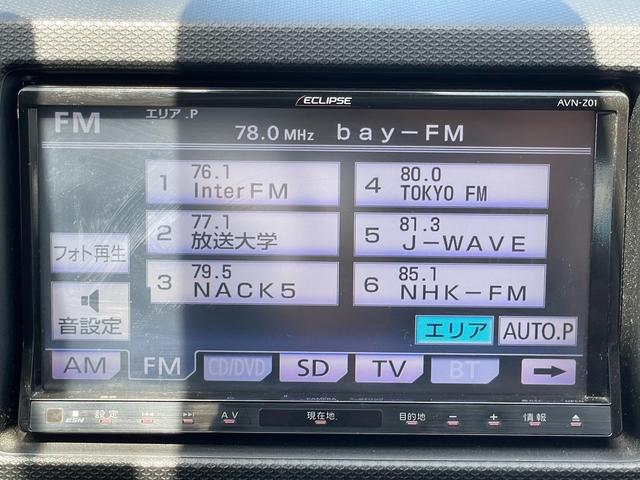 ECLIPSE
AVN-Z01
FM
エリア .P
78.0 MHz bay-FM
1 76.1 InterFM
4 80.0 TOKYO FM
2 77.1 放送大学
5 81.3 J-WAVE
3 79.5 NACK5
6 85.1 NHK-FM
フォト再生
音設定
エリア
AUTO.P
AM FM CD/DVD SD TV BT
ESN 設定 AV 現在地 目的地 − + 情報